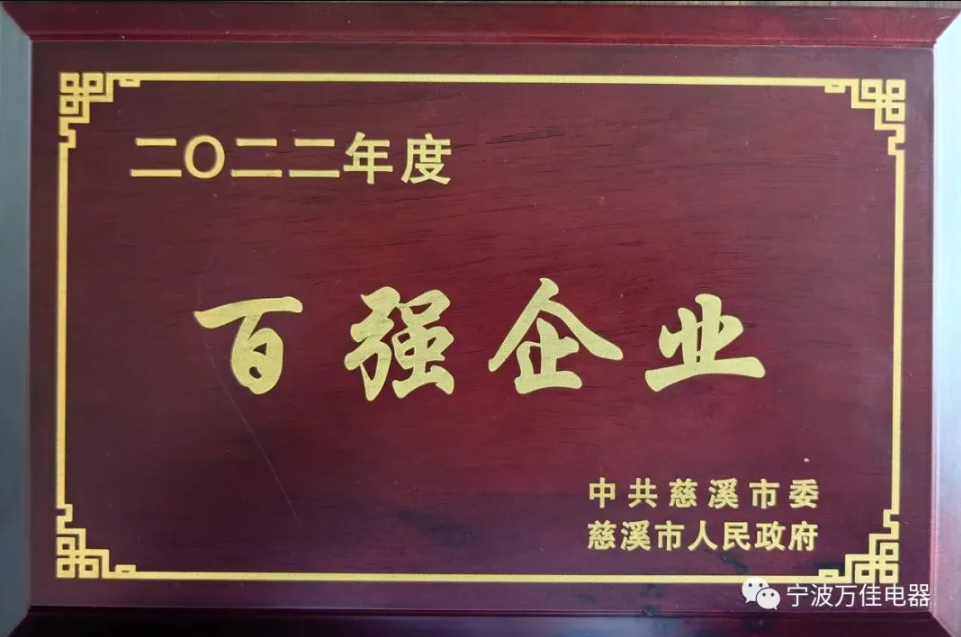 二〇二二年度
百强企业
中共慈溪市委
慈溪市人民政府
宁波万佳电器